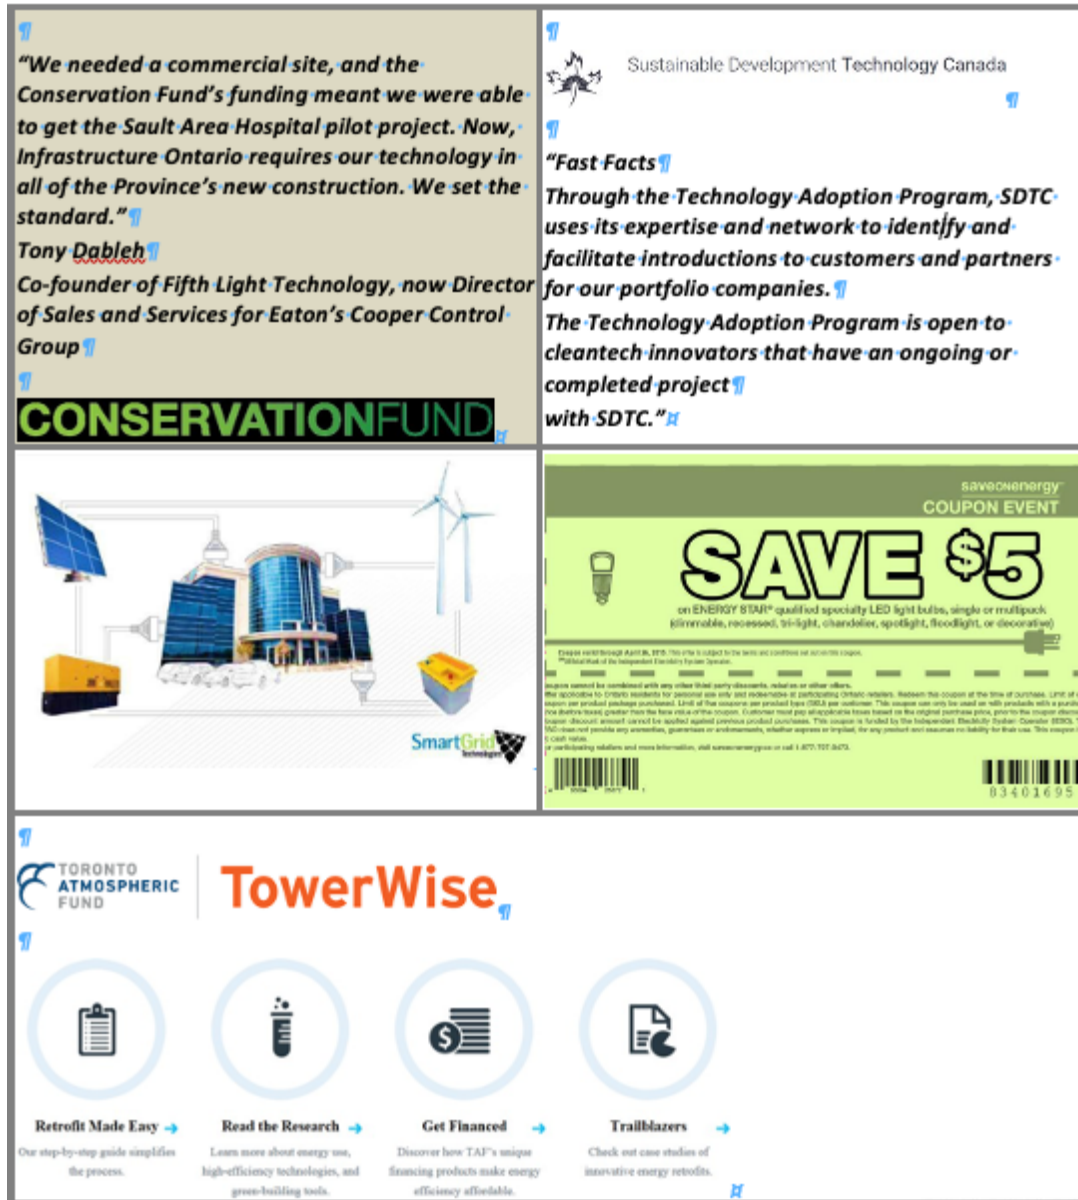 “We needed a commercial site, and the
Conservation Fund’s funding meant we were able
to get the Sault Area Hospital pilot project. Now,
Infrastructure Ontario requires our technology in
all of the Province’s new construction. We set the
standard.”
Tony Dableh
Co-founder of Fifth Light Technology, now Director
of Sales and Services for Eaton’s Cooper Control
Group
CONSERVATIONFUND
Sustainable Development Technology Canada
“Fast Facts
Through the Technology Adoption Program, SDTC
uses its expertise and network to identify and
facilitate introductions to customers and partners
for our portfolio companies.
The Technology Adoption Program is open to
cleantech innovators that have an ongoing or
completed project
with SDTC.”
SmartGrid
Technologies
saveONenergy
COUPON EVENT
SAVE $5
on ENERGY STAR® qualified specialty LED light bulbs, single or multipack
(dimmable, recessed, tri-light, chandelier, spotlight, floodlight, or decorative)
83401695
TORONTO
ATMOSPHERIC
FUND
TowerWise
Retrofit Made Easy
Our step-by-step guide simplifies
the process.
Read the Research
Learn more about energy use,
high-efficiency technologies, and
green-building tools.
Get Financed
Discover how TAF's unique
financing products make energy
efficiency affordable.
Trailblazers
Check out case studies of
innovative energy retrofits.